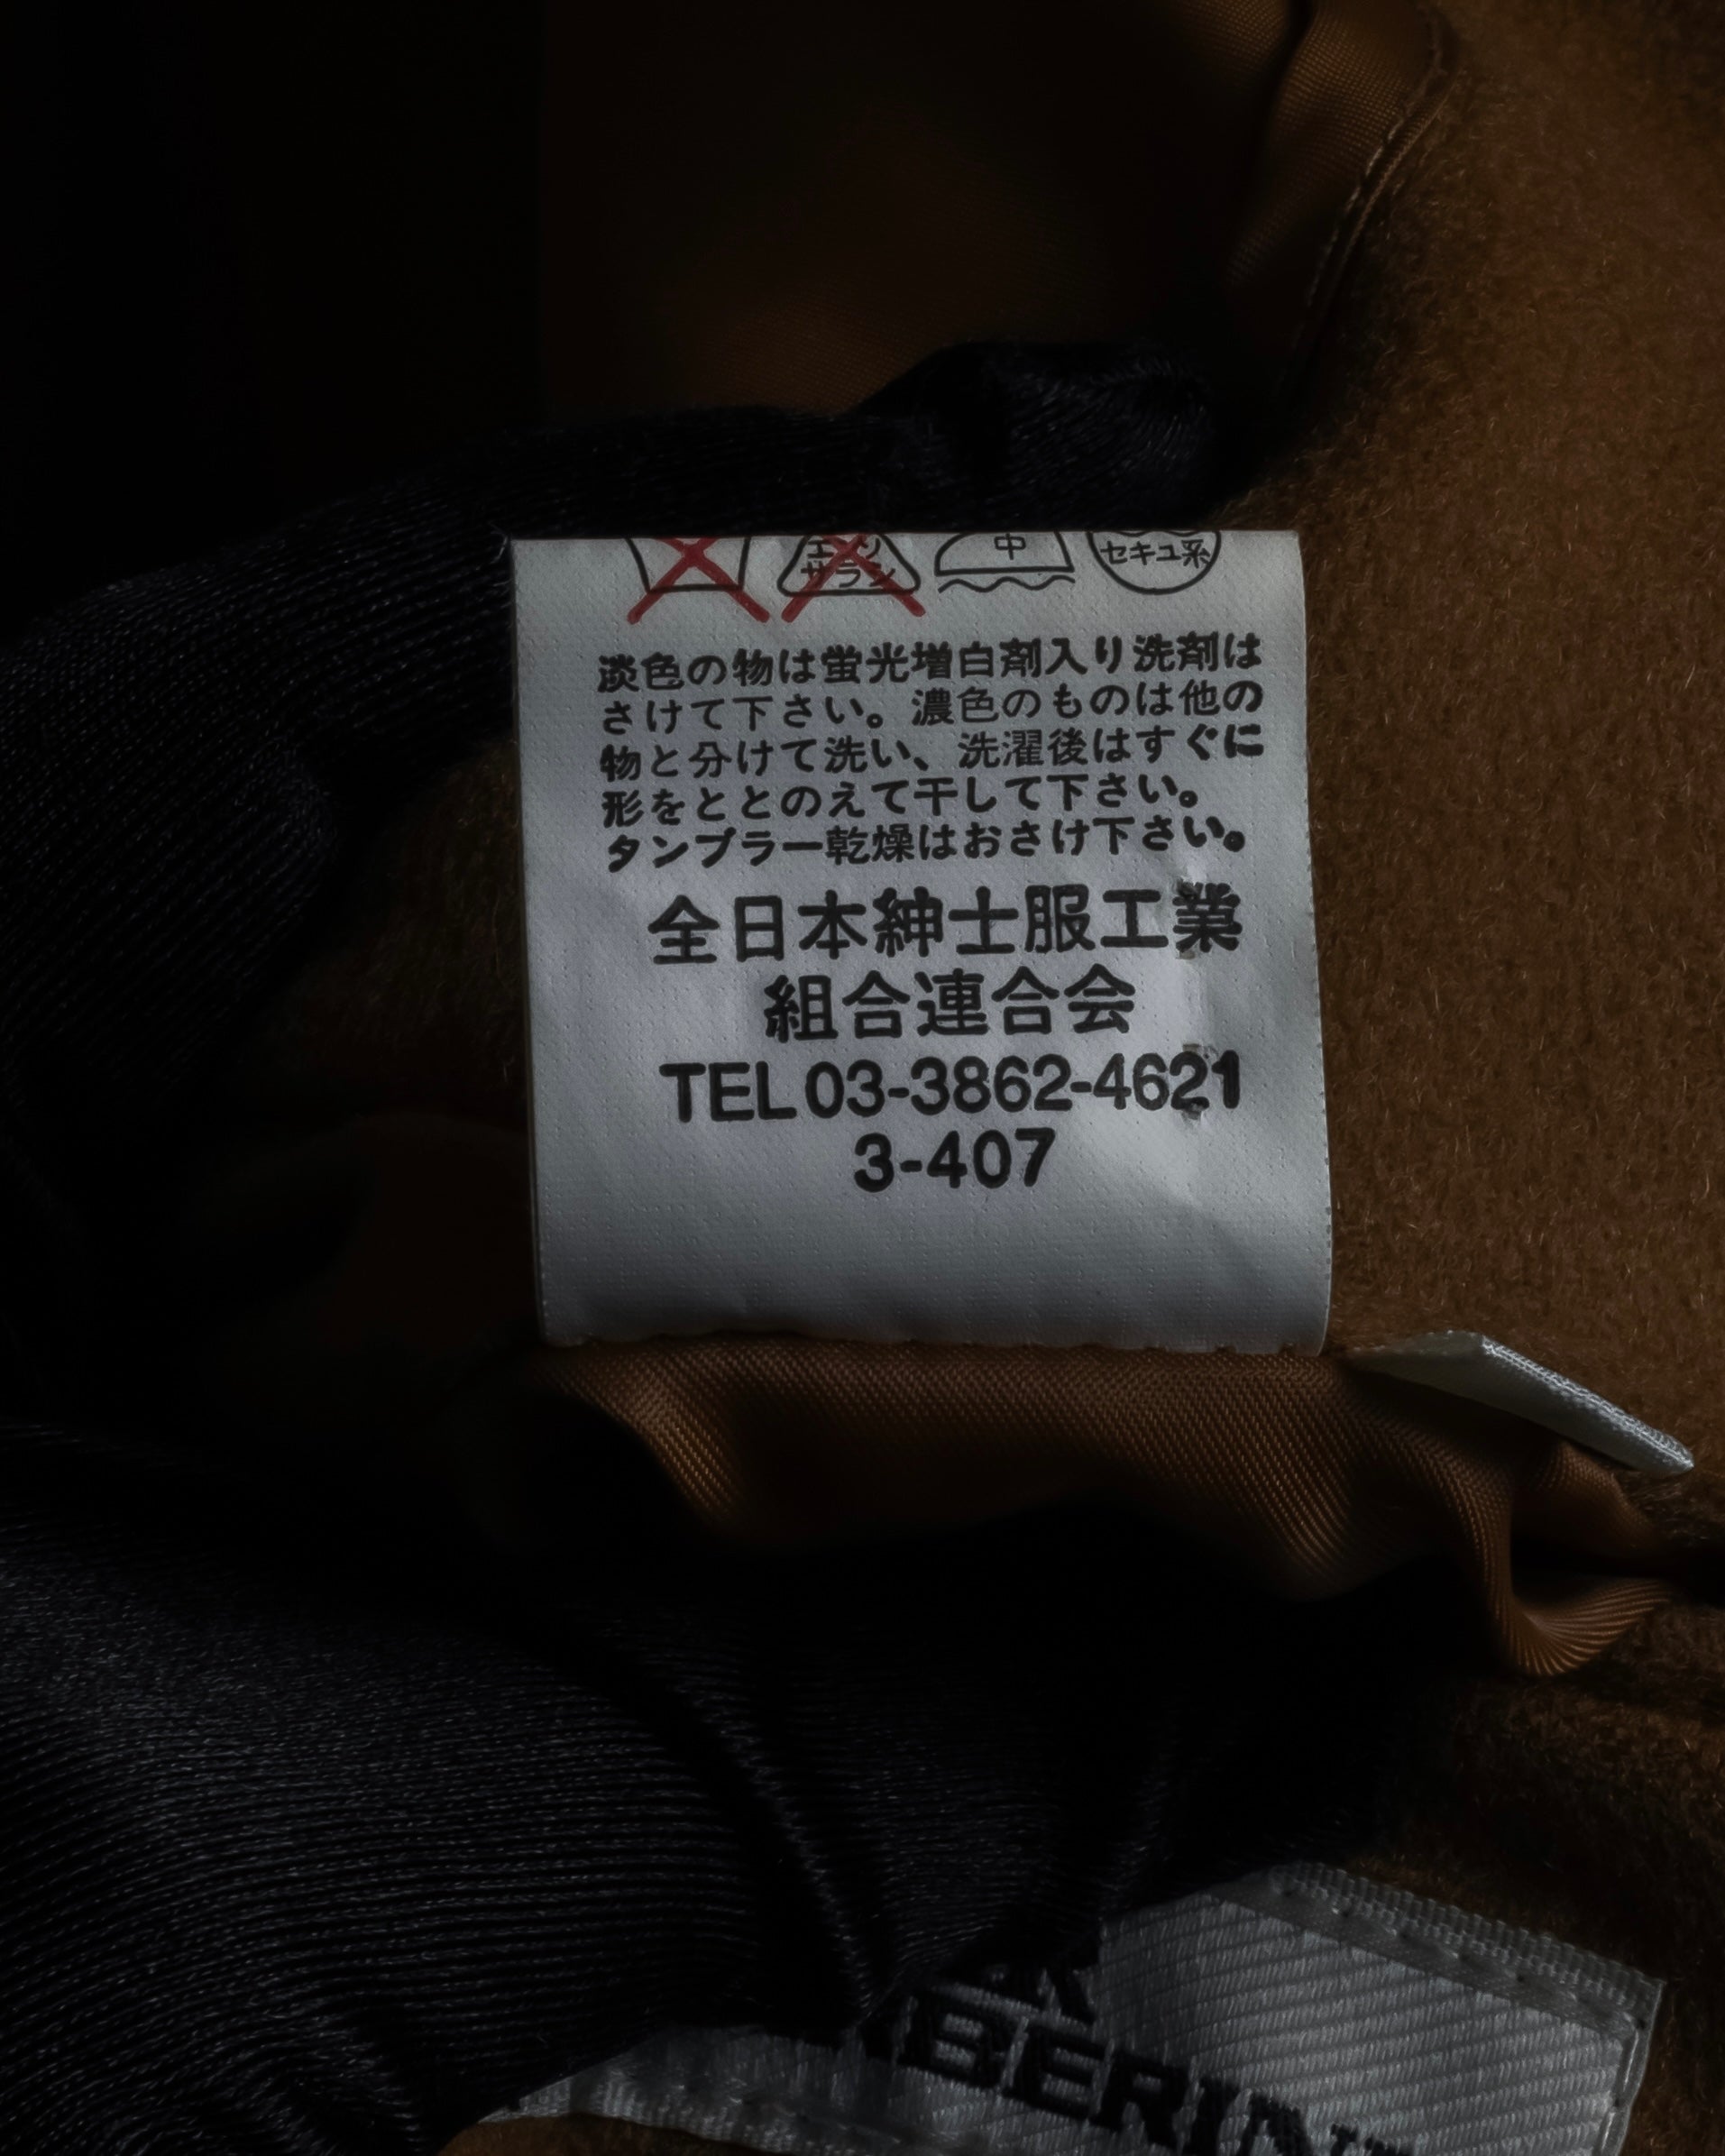 中
セキユ系
淡色の物は蛍光増白剤入り洗剤は
さけて下さい。濃色のものは他の
物と分けて洗い、洗濯後はすぐに
形をととのえて干して下さい。
タンブラー乾燥はおさけ下さい。
全日本紳士服工業
組合連合会
TEL03-3862-4621
3-407